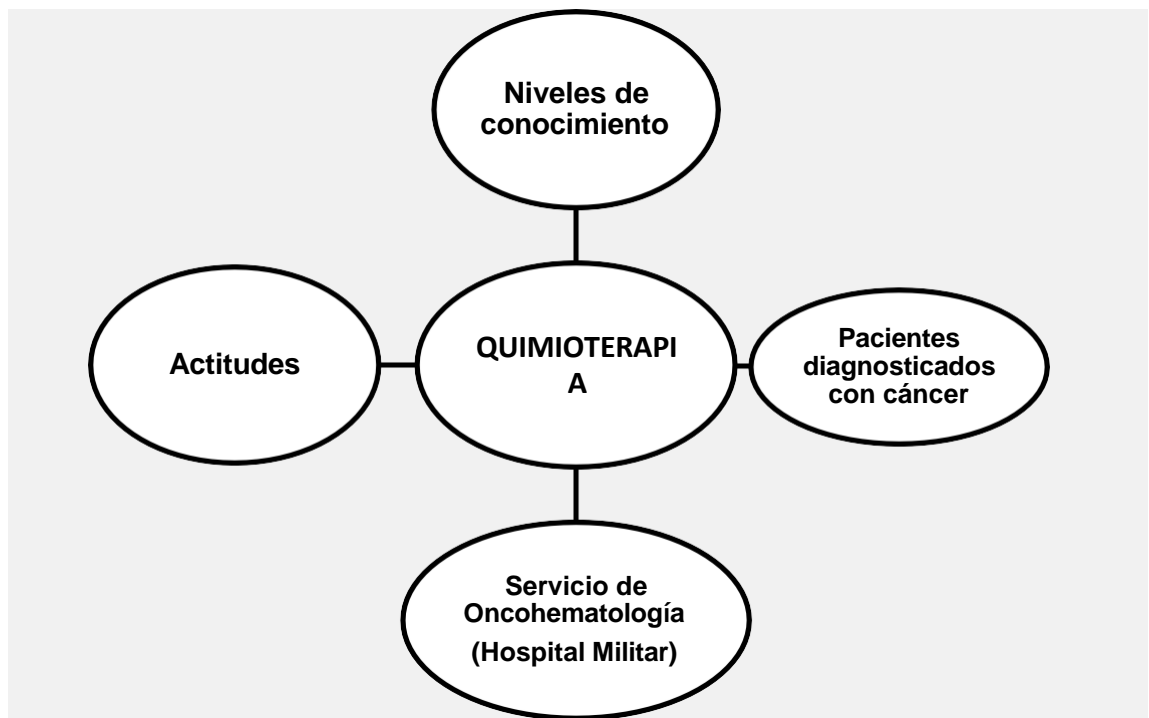 Niveles de
conocimiento
Actitudes
QUIMIOTERAPI
A
Pacientes
diagnosticados
con cáncer
Servicio de
Oncohematología
(Hospital Militar)